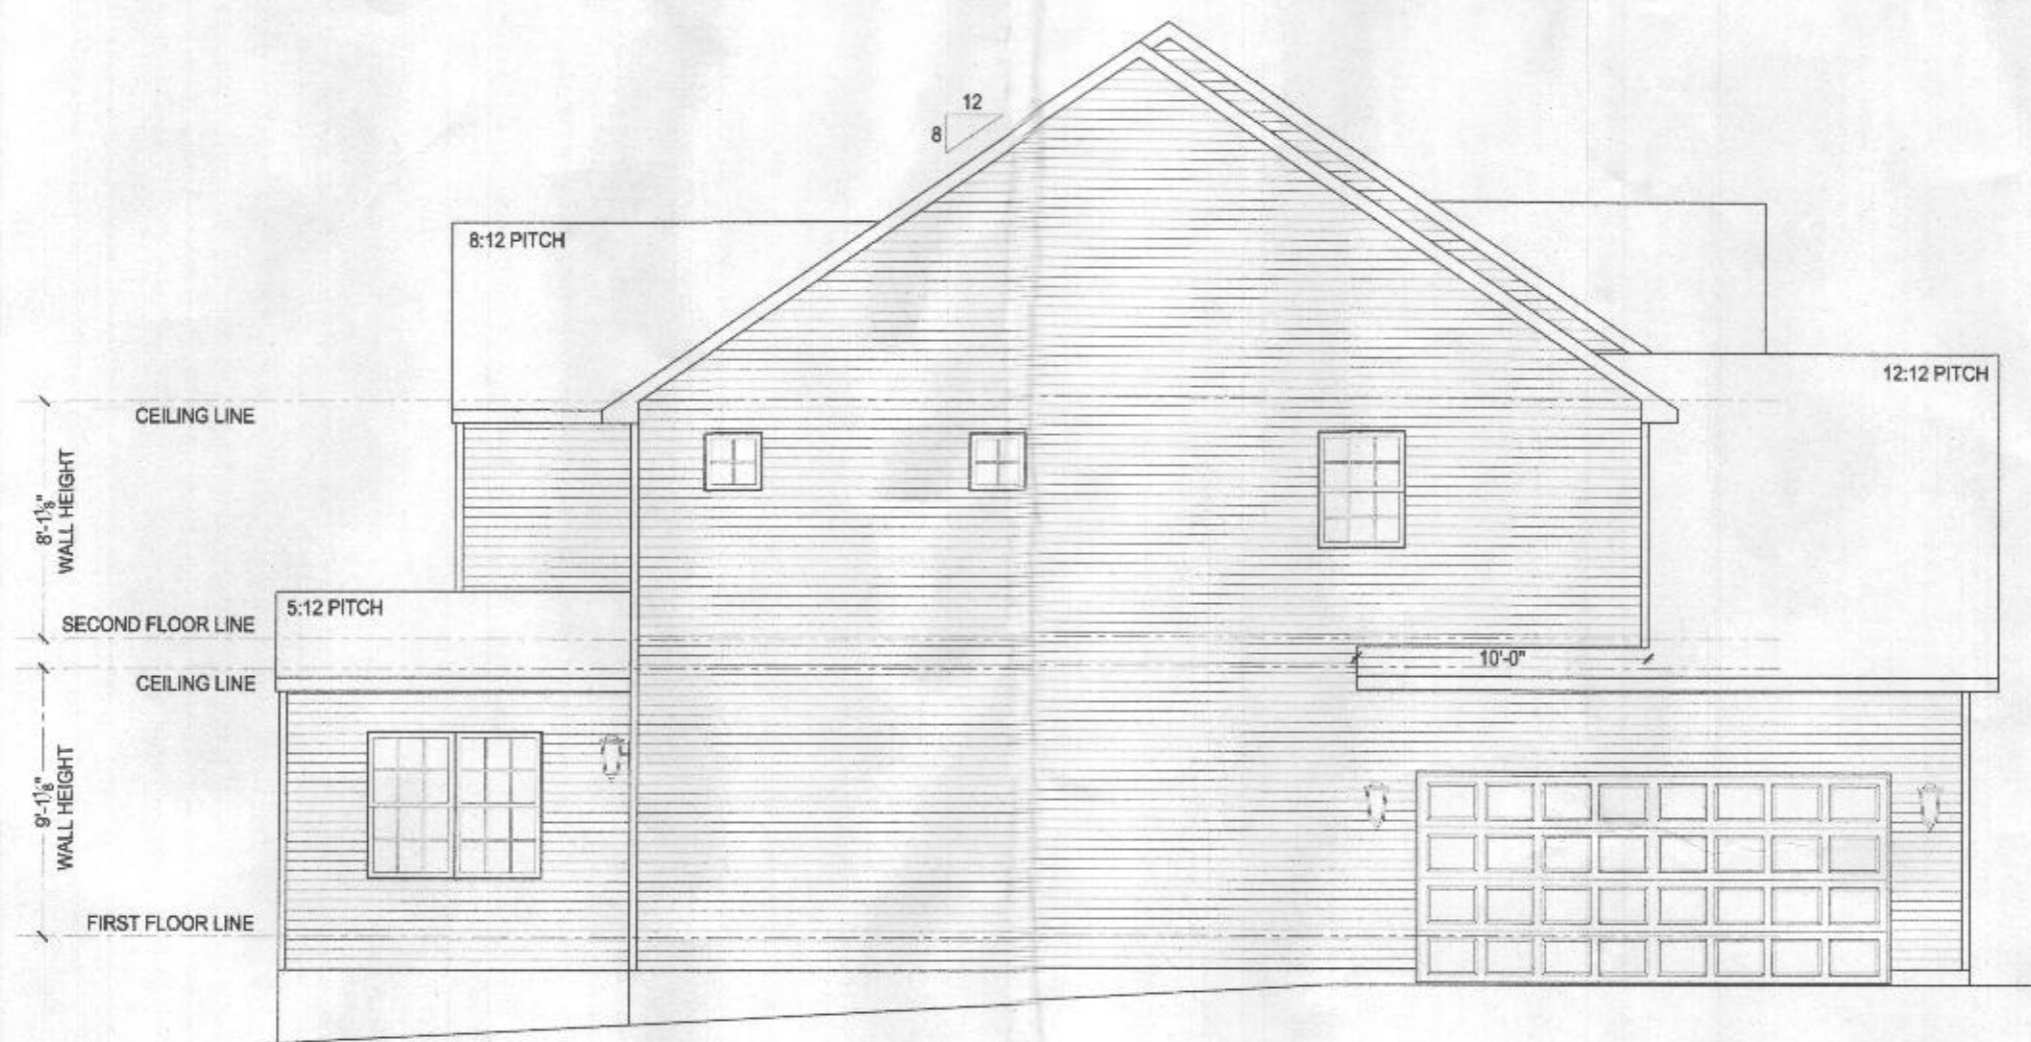 12
8
8:12 PITCH
12:12 PITCH
CEILING LINE
8'-1⅛"
WALL HEIGHT
5:12 PITCH
SECOND FLOOR LINE
10'-0"
CEILING LINE
9'-1⅛"
WALL HEIGHT
FIRST FLOOR LINE